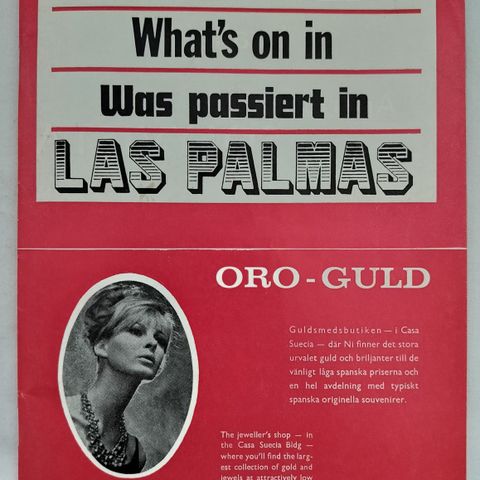 What's on in
Was passiert in
LAS PALMAS
ORO - GULD
Guldsmedsbutiken — i Casa
Suecia — där Ni finner det stora
urvalet guld och briljanter till de
vänligt låga spanska priserna och
en hel avdelning med typiskt
spanska originella souvenirer.
The jeweller's shop — in
the Casa Suecia Bldg —
where you'll find the larg-
est collection of gold and
jewels at attractively low